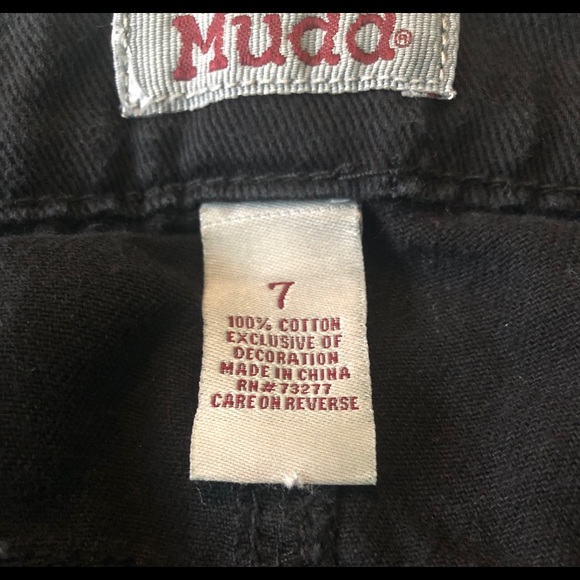 Mudd®
7
100% COTTON
EXCLUSIVE OF
DECORATION
MADE IN CHINA
RN# 73277
CARE ON REVERSE